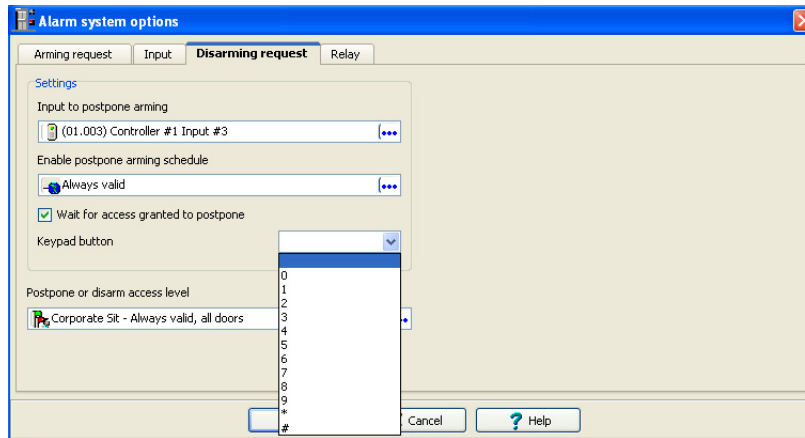 Alarm system options
Arming request Input Disarming request Relay
Settings
Input to postpone arming
(01.003) Controller #1 Input #3
Enable postpone arming schedule
Always valid
Wait for access granted to postpone
Keypad button
0
1
2
3
4
5
6
7
8
9
*
#
Postpone or disarm access level
Corporate Sit - Always valid, all doors
Cancel ? Help